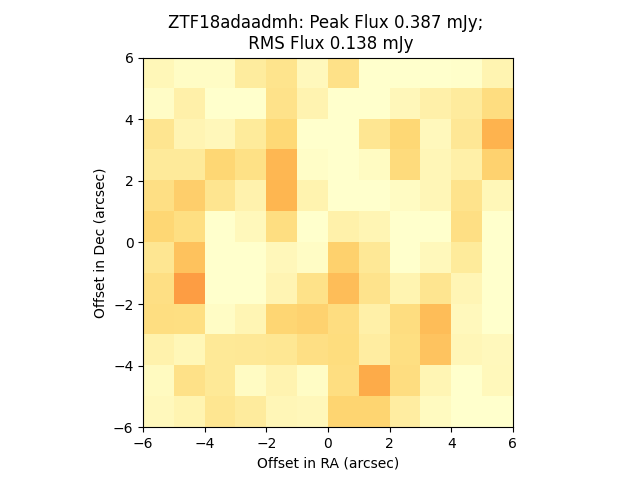 ZTF18adaadmh: Peak Flux 0.387 mJy;
RMS Flux 0.138 mJy
6
4
2
0
−2
−4
−6
Offset in Dec (arcsec)
−6 −4 −2 0 2 4 6
Offset in RA (arcsec)